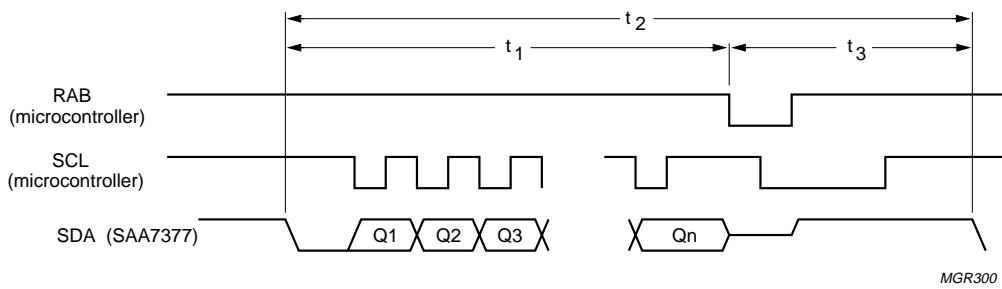 t2
t1
t3
RAB
(microcontroller)
SCL
(microcontroller)
SDA (SAA7377)
Q1
Q2
Q3
Qn
MGR300